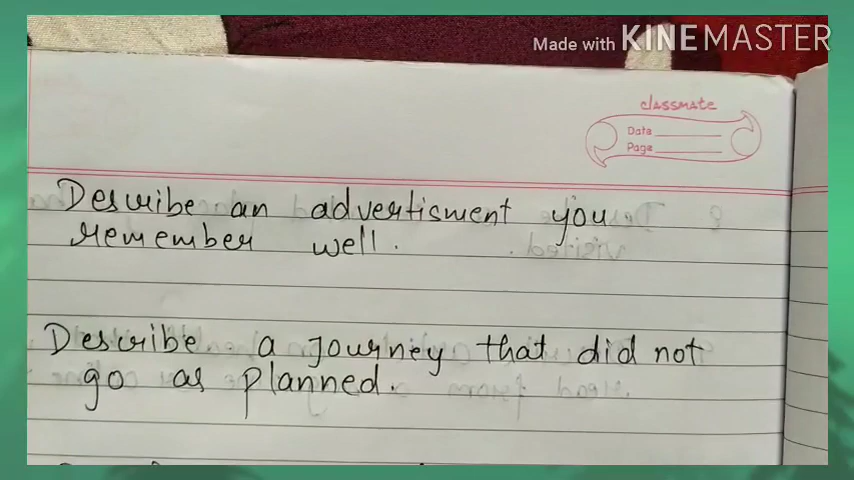 Made with KINEMASTER
classmate
Date
Page
Describe an advertisment you
remember well.
Describe a journey that did not
go as planned.